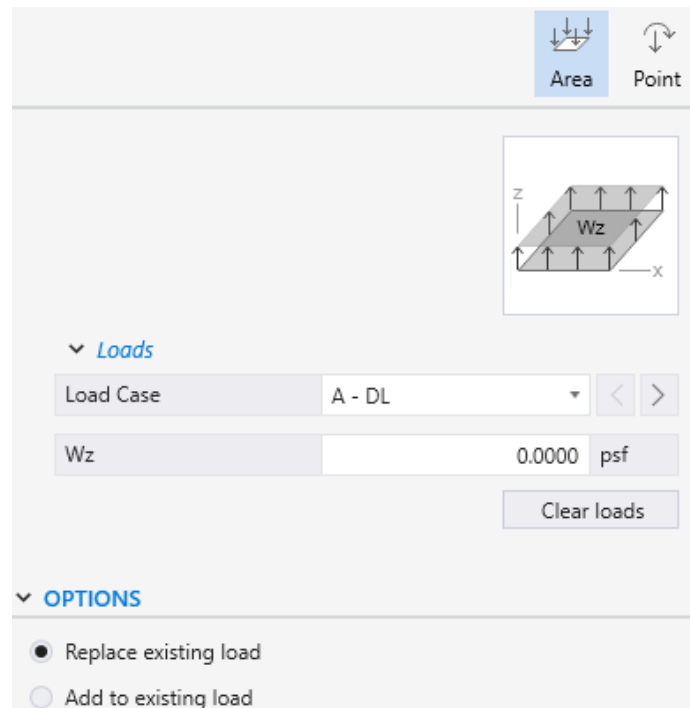 Area Point
z
Wz
x
Loads
Load Case A - DL < >
Wz 0.0000 psf
Clear loads
OPTIONS
Replace existing load
Add to existing load